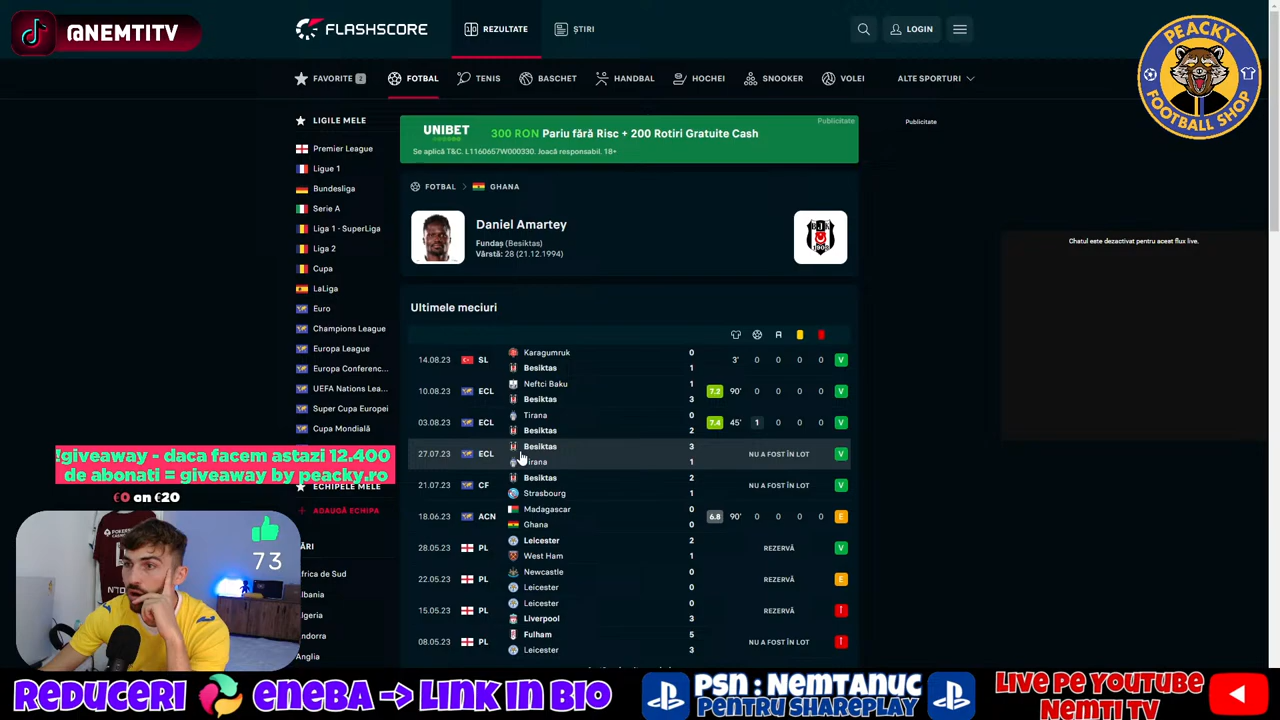 @NEMTITV
FLASHSCORE
REZULTATE
ȘTIRI
LOGIN
PEACKY
FOOTBALL SHOP
FAVORITE 2
FOTBAL
TENIS
BASCHET
HANDBAL
HOCHEI
SNOOKER
VOLEI
ALTE SPORTURI
LIGILE MELE
Premier League
Ligue 1
Bundesliga
Serie A
Liga 1 - SuperLiga
Liga 2
Cupa
LaLiga
Euro
Champions League
Europa League
Europa Conferenc...
UEFA Nations Lea...
Super Cupa Europei
Cupa Mondială
ECHIPELE MELE
+ ADAUGĂ ECHIPA
ĂRI
frica de Sud
lbania
lgeria
ndorra
Anglia
Publicitate
UNIBET
300 RON Pariu fără Risc + 200 Rotiri Gratuite Cash
Se aplică T&C. L1160657W000330. Joacă responsabil. 18+
Publicitate
FOTBAL > GHANA
Daniel Amartey
Fundaș (Besiktas)
Vârstă: 28 (21.12.1994)
Chatul este dezactivat pentru acest flux live.
Ultimele meciuri
14.08.23 SL Karagumruk 0 3' 0 0 0 0 V
Besiktas 1
10.08.23 ECL Neftci Baku 1 7.2 90' 0 0 0 0 V
Besiktas 3
03.08.23 ECL Tirana 0 7.4 45' 1 0 0 0 V
Besiktas 2
27.07.23 ECL Besiktas 3 NU A FOST ÎN LOT V
irana 1
21.07.23 CF Besiktas 2 NU A FOST ÎN LOT V
Strasbourg 1
18.06.23 ACN Madagascar 0 6.8 90' 0 0 0 0 E
Ghana 0
28.05.23 PL Leicester 2 REZERVĂ V
West Ham 1
22.05.23 PL Newcastle 0 REZERVĂ E
Leicester 0
15.05.23 PL Leicester 0 REZERVĂ Î
Liverpool 3
08.05.23 PL Fulham 5 NU A FOST ÎN LOT Î
Leicester 3
!giveaway - daca facem astazi 12.400
de abonati = giveaway by peacky.ro
€0 on €20
73
REDUCERI ENEBA -> LINK IN BIO
PSN : NEMTANUC
PENTRU SHAREPLAY
LIVE PE YOUTUBE
NEMTI TV